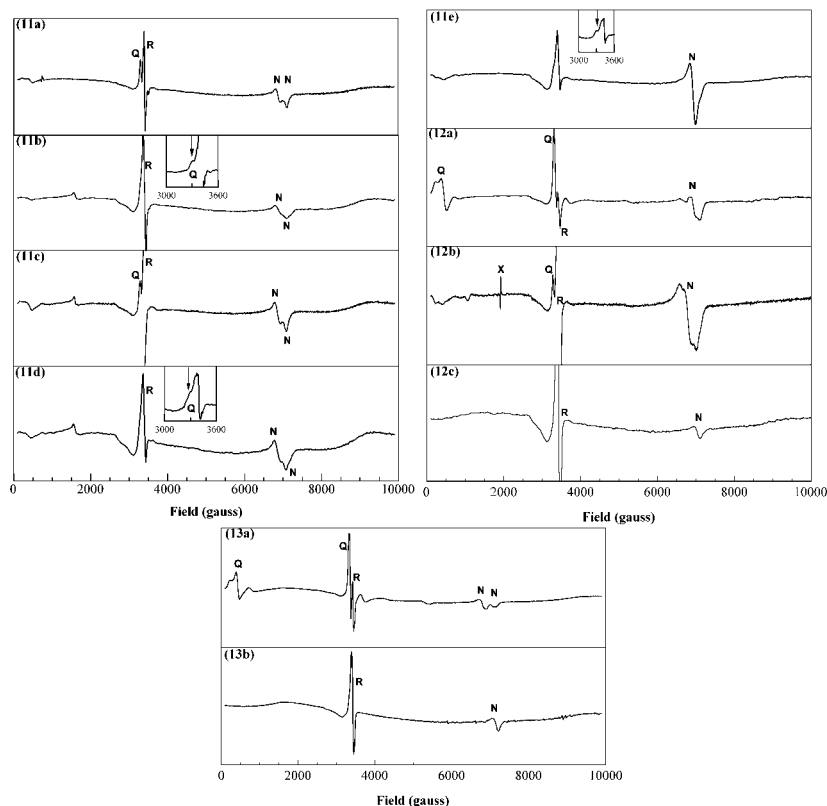 (11a)
Q
R
N N
(11b)
R
Q
3000 3600
N
N
(11c)
R
Q
N
N
(11d)
R
Q
3000 3600
N
N
0 2000 4000 6000 8000 10000
Field (gauss)
(11e)
3000 3600
N
(12a)
Q
Q
R
N
(12b)
X
Q
R
N
(12c)
R
N
0 2000 4000 6000 8000 10000
Field (gauss)
(13a)
Q
Q
R
N N
(13b)
R
N
0 2000 4000 6000 8000 10000
Field (gauss)